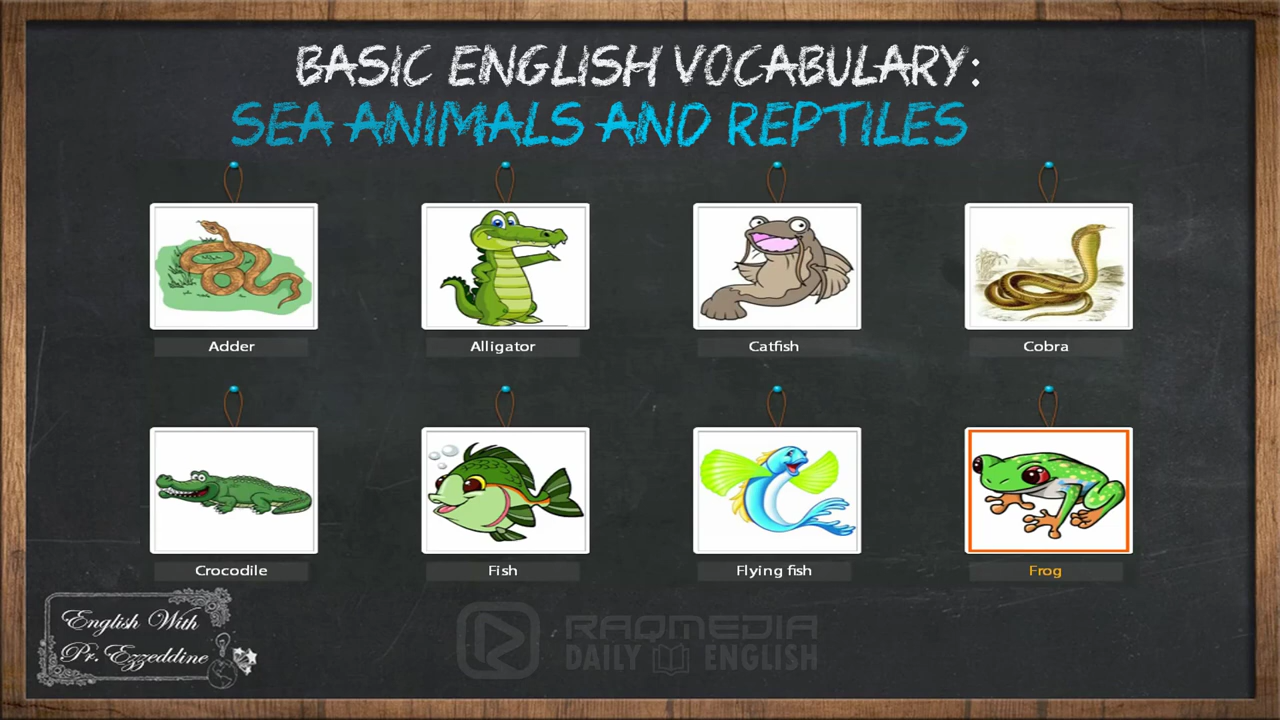 BASIC ENGLISH VOCABULARY:
SEA ANIMALS AND REPTILES
Adder
Alligator
Catfish
Cobra
Crocodile
Fish
Flying fish
Frog
English With
Pr. Ezzeddine
RAQMEDIA
DAILY ENGLISH